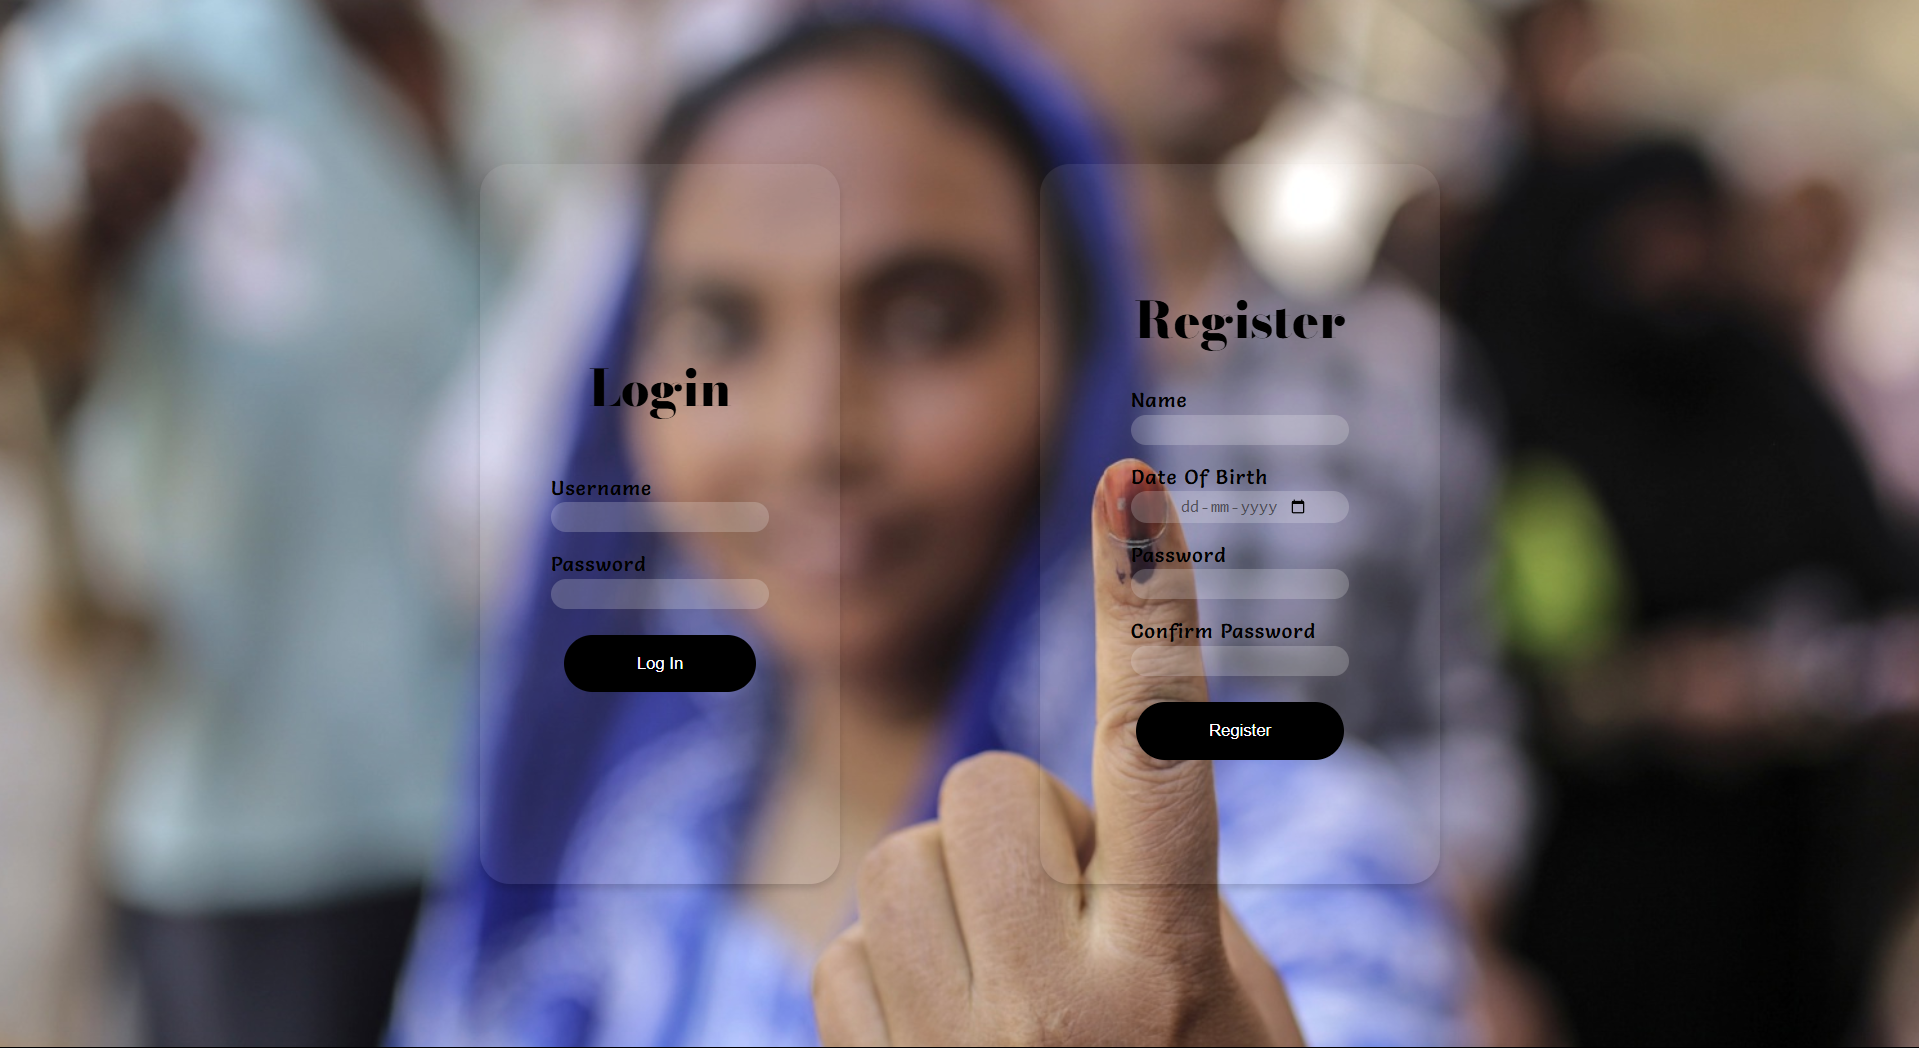 Login
Username
Password
Log In
Register
Name
Date Of Birth
dd-mm-yyyy
Password
Confirm Password
Register